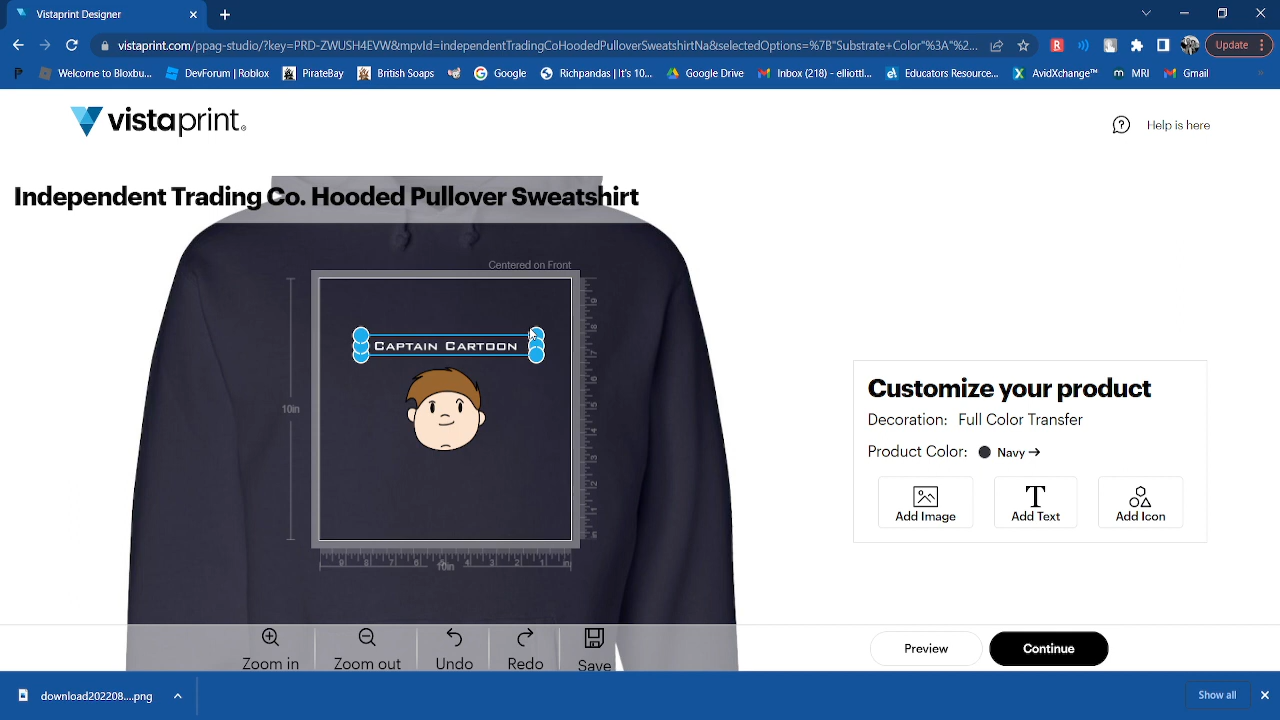 Vistaprint Designer
vistaprint.com/ppag-studio/?key=PRD-ZWUSH4EVW&mpvId=independentTradingCoHoodedPulloverSweatshirtNa&selectedOptions=%7B"Substrate+Color"%3A"%2...
Update
Welcome to Bloxbu...
DevForum | Roblox
PirateBay
British Soaps
Google
Richpandas | It's 10...
Google Drive
Inbox (218) - elliottl...
Educators Resource...
AvidXchange™
MRI
Gmail
vistaprint®
Help is here
Independent Trading Co. Hooded Pullover Sweatshirt
Centered on Front
Captain Cartoon
10in
10in
Customize your product
Decoration: Full Color Transfer
Product Color: Navy →
Add Image
Add Text
Add Icon
Zoom in
Zoom out
Undo
Redo
Save
Preview
Continue
download202208....png
Show all